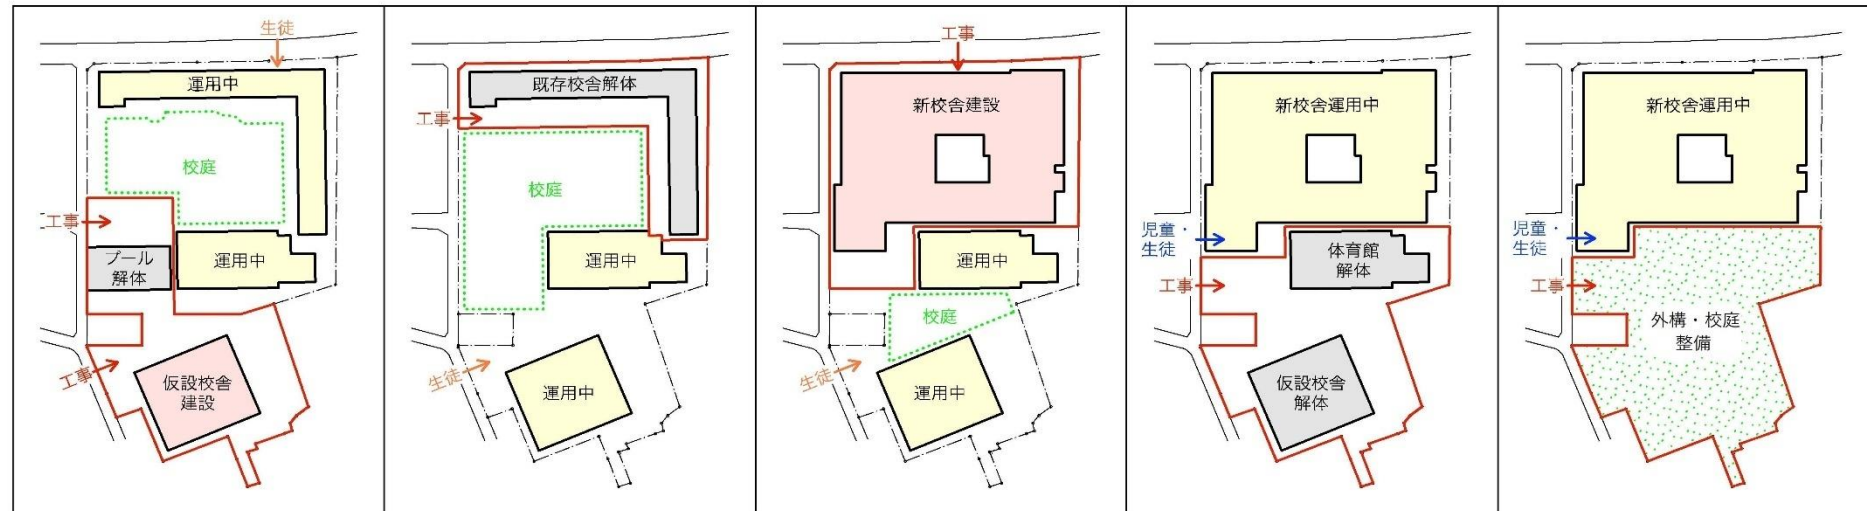 生徒
運用中
校庭
工事
プール
解体
運用中
工事
仮設校舎
建設
既存校舎解体
工事
校庭
運用中
生徒
運用中
工事
新校舎建設
運用中
校庭
生徒
運用中
新校舎運用中
児童・
生徒
体育館
解体
工事
仮設校舎
解体
新校舎運用中
児童・
生徒
工事
外構・校庭
整備